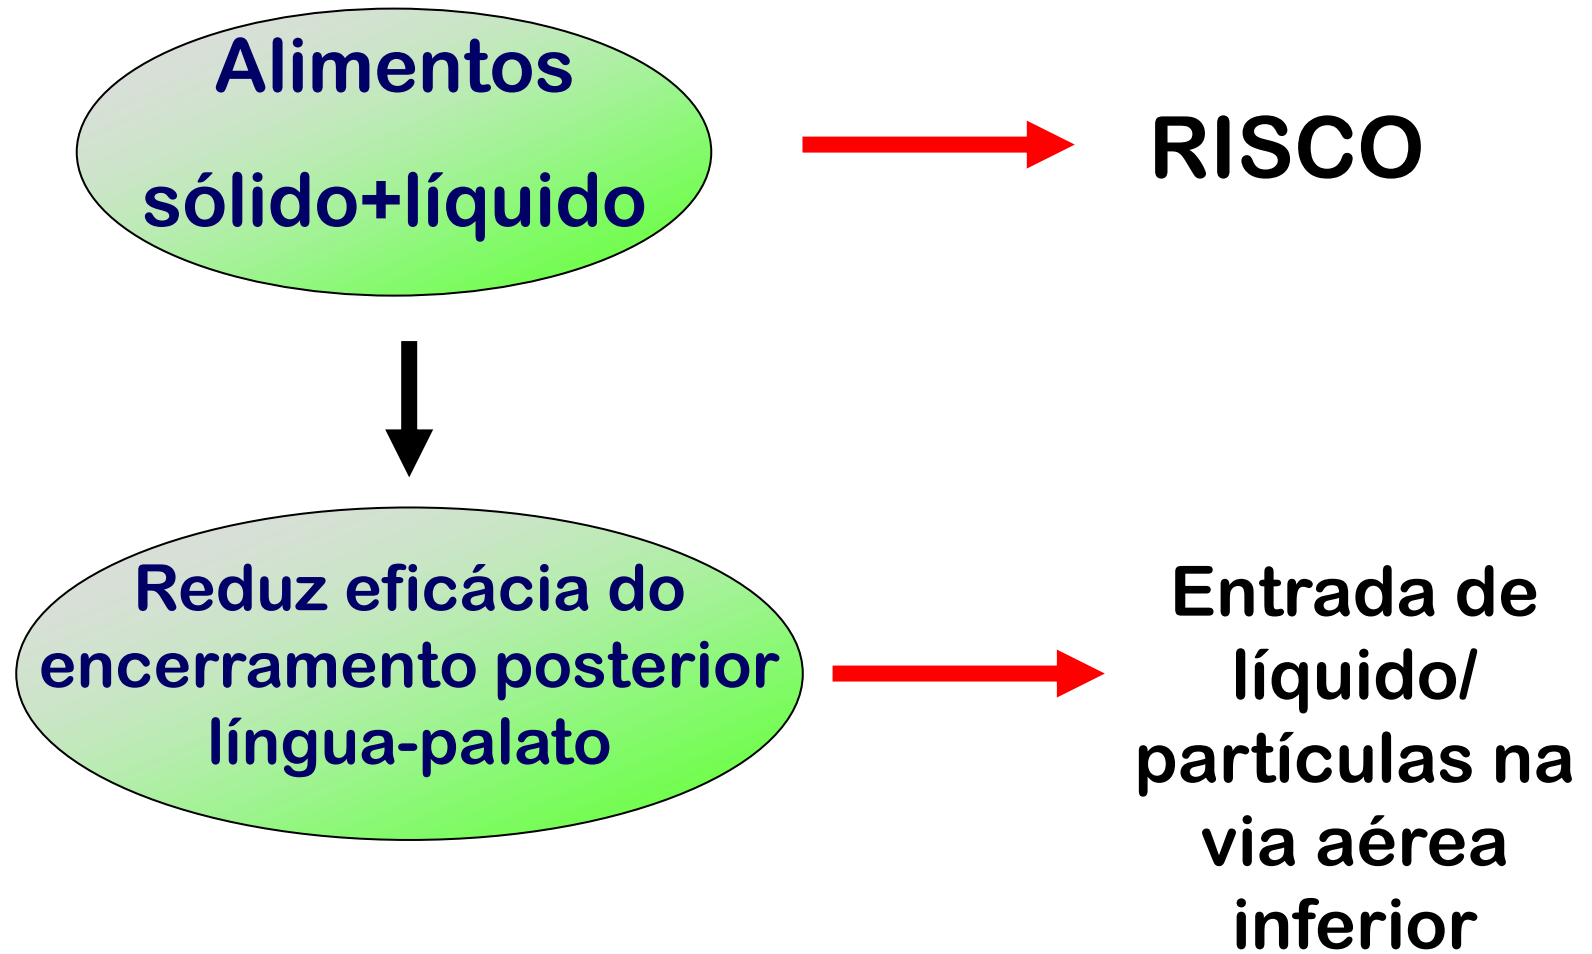 Alimentos
sólido+líquido
RISCO
Reduz eficácia do
encerramento posterior
língua-palato
Entrada de
líquido/
partículas na
via aérea
inferior